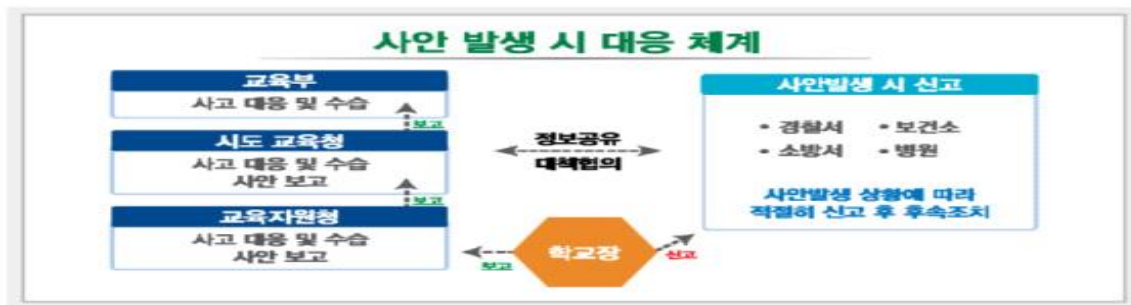 사안 발생 시 대응 체계
교육부
사고 대응 및 수습
보고
시도 교육청
사고 대응 및 수습
사안 보고
보고
교육지원청
사고 대응 및 수습
사안 보고
정보공유
대책협의
보고
학교장
신고
사안발생 시 신고
• 경찰서 • 보건소
• 소방서 • 병원
사안발생 상황에 따라
적절히 신고 후 후속조치